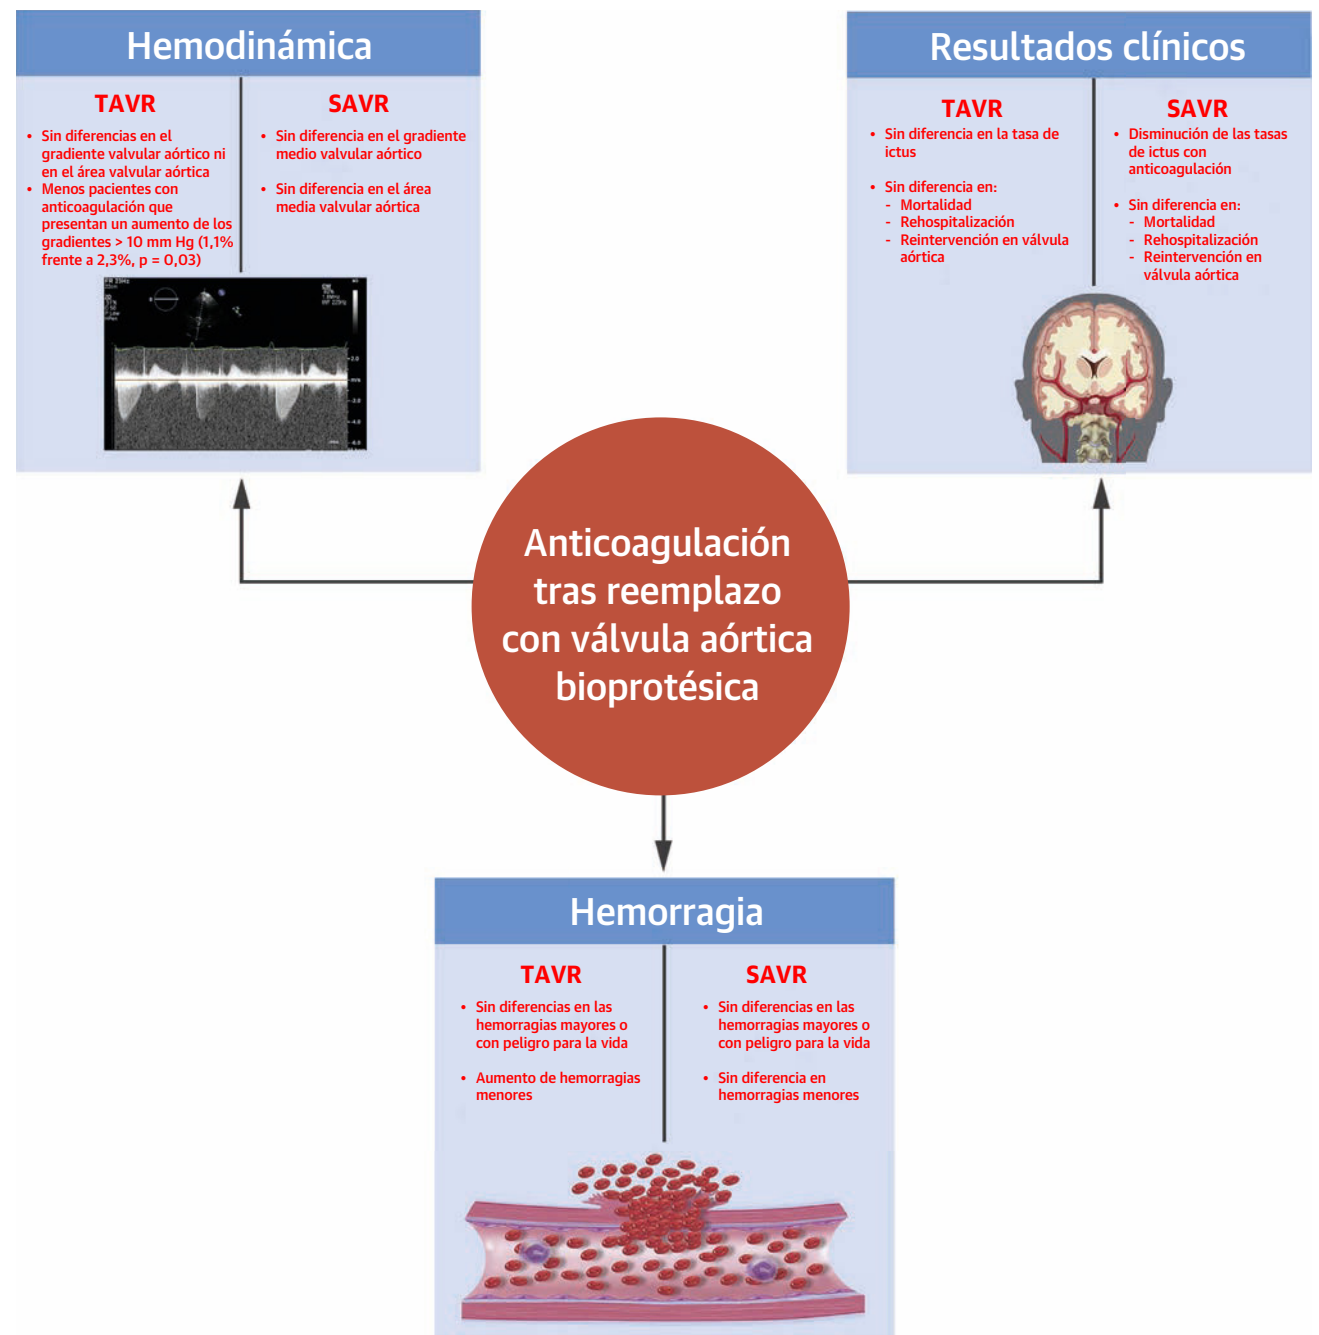 Hemodinámica
TAVR
• Sin diferencias en el
gradiente valvular aórtico ni
en el área valvular aórtica
• Menos pacientes con
anticoagulación que
presentan un aumento de los
gradientes > 10 mm Hg (1,1%
frente a 2,3%, p = 0,03)
SAVR
• Sin diferencia en el gradiente
medio valvular aórtico
• Sin diferencia en el área
media valvular aórtica
Resultados clínicos
TAVR
• Sin diferencia en la tasa de
ictus
• Sin diferencia en:
- Mortalidad
- Rehospitalización
- Reintervención en válvula
aórtica
SAVR
• Disminución de las tasas
de ictus con
anticoagulación
• Sin diferencia en:
- Mortalidad
- Rehospitalización
- Reintervención en
válvula aórtica
Anticoagulación
tras reemplazo
con válvula aórtica
bioprotésica
Hemorragia
TAVR
• Sin diferencias en las
hemorragias mayores o
con peligro para la vida
• Aumento de hemorragias
menores
SAVR
• Sin diferencias en las
hemorragias mayores o
con peligro para la vida
• Sin diferencia en
hemorragias menores